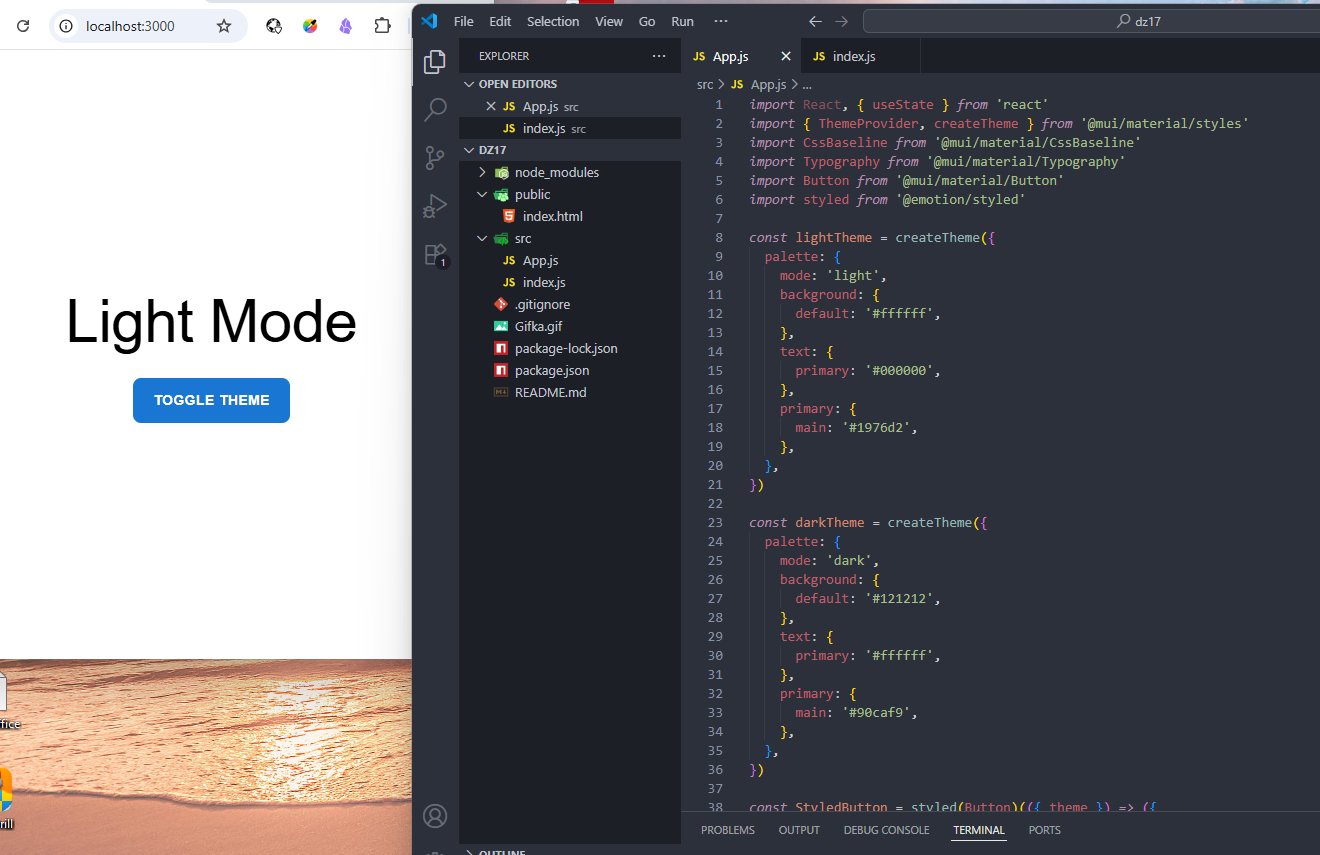 localhost:3000
Light Mode
TOGGLE THEME
ffice
rill
File Edit Selection View Go Run ···
dz17
EXPLORER ···
OPEN EDITORS
JS App.js src
JS index.js src
DZ17
node_modules
public
index.html
src
JS App.js
JS index.js
.gitignore
Gifka.gif
package-lock.json
package.json
README.md
1
OUTLINE
JS App.js JS index.js
src > JS App.js > ...
1 import React, { useState } from 'react'
2 import { ThemeProvider, createTheme } from '@mui/material/styles'
3 import CssBaseline from '@mui/material/CssBaseline'
4 import Typography from '@mui/material/Typography'
5 import Button from '@mui/material/Button'
6 import styled from '@emotion/styled'
7
8 const lightTheme = createTheme({
9 palette: {
10 mode: 'light',
11 background: {
12 default: '#ffffff',
13 },
14 text: {
15 primary: '#000000',
16 },
17 primary: {
18 main: '#1976d2',
19 },
20 },
21 })
22
23 const darkTheme = createTheme({
24 palette: {
25 mode: 'dark',
26 background: {
27 default: '#121212',
28 },
29 text: {
30 primary: '#ffffff',
31 },
32 primary: {
33 main: '#90caf9',
34 },
35 },
36 })
37
38 const StyledButton = styled(Button)(({ theme }) => ({
PROBLEMS OUTPUT DEBUG CONSOLE TERMINAL PORTS